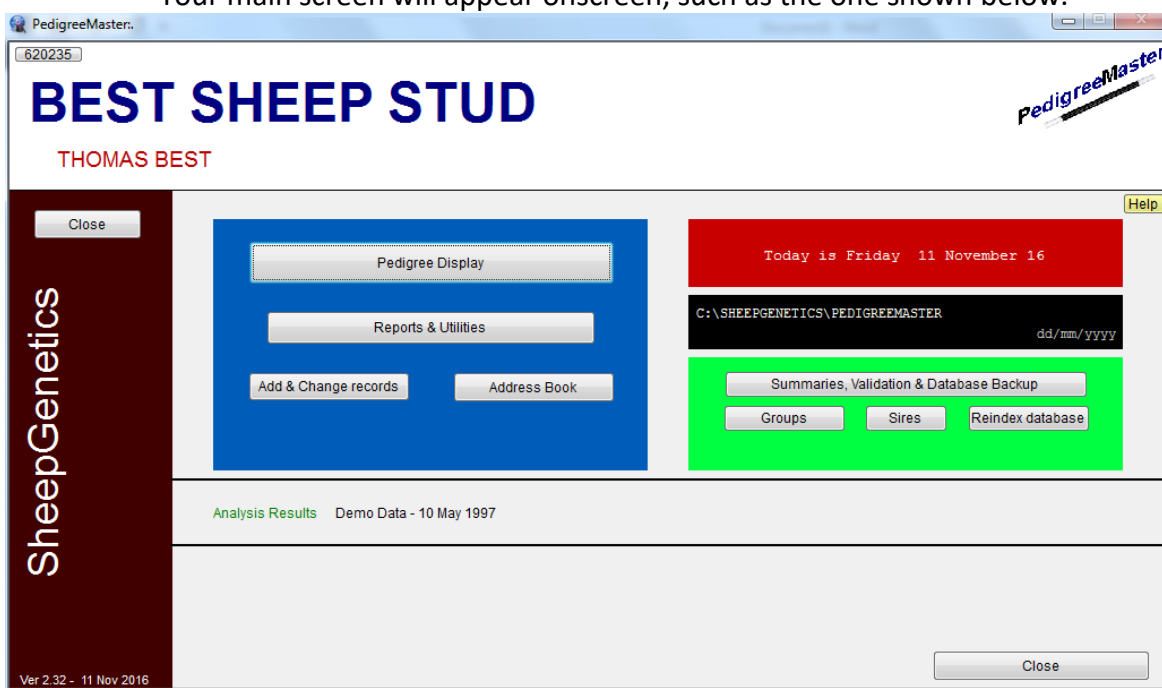 Your main screen will appear onscreen, such as the one shown below.
PedigreeMaster:.
620235
BEST SHEEP STUD
PedigreeMaster
THOMAS BEST
Help
Close
Pedigree Display
Today is Friday 11 November 16
Reports & Utilities
C:\SHEEPGENETICS\PEDIGREEMASTER
dd/mm/yyyy
Add & Change records
Address Book
Summaries, Validation & Database Backup
Groups
Sires
Reindex database
SheepGenetics
Analysis Results Demo Data - 10 May 1997
Close
Ver 2.32 - 11 Nov 2016